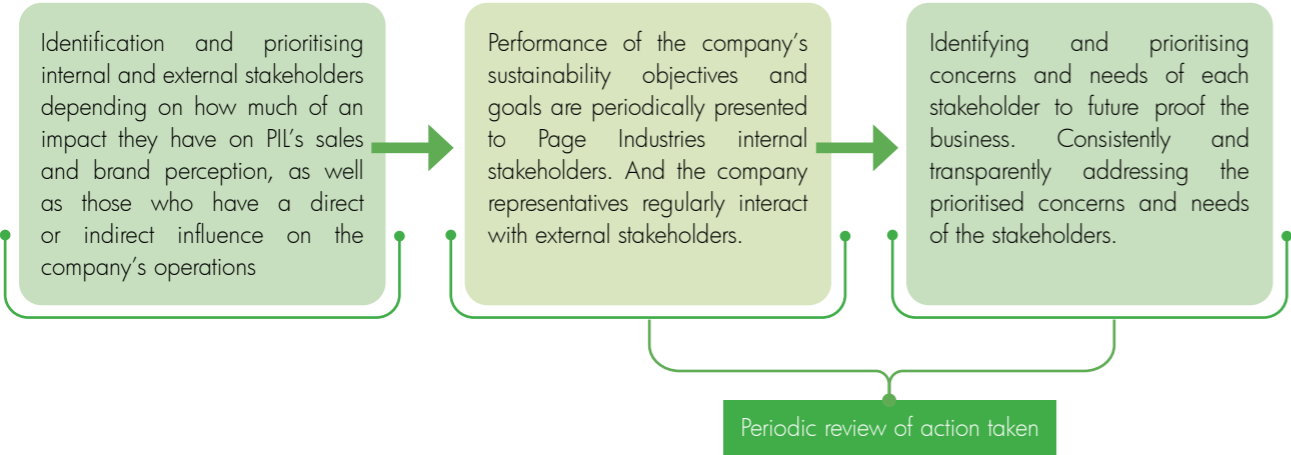 Identification and prioritising
internal and external stakeholders
depending on how much of an
impact they have on PIL’s sales
and brand perception, as well
as those who have a direct
or indirect influence on the
company’s operations
Performance of the company’s
sustainability objectives and
goals are periodically presented
to Page Industries internal
stakeholders. And the company
representatives regularly interact
with external stakeholders.
Identifying and prioritising
concerns and needs of each
stakeholder to future proof the
business. Consistently and
transparently addressing the
prioritised concerns and needs
of the stakeholders.
Periodic review of action taken